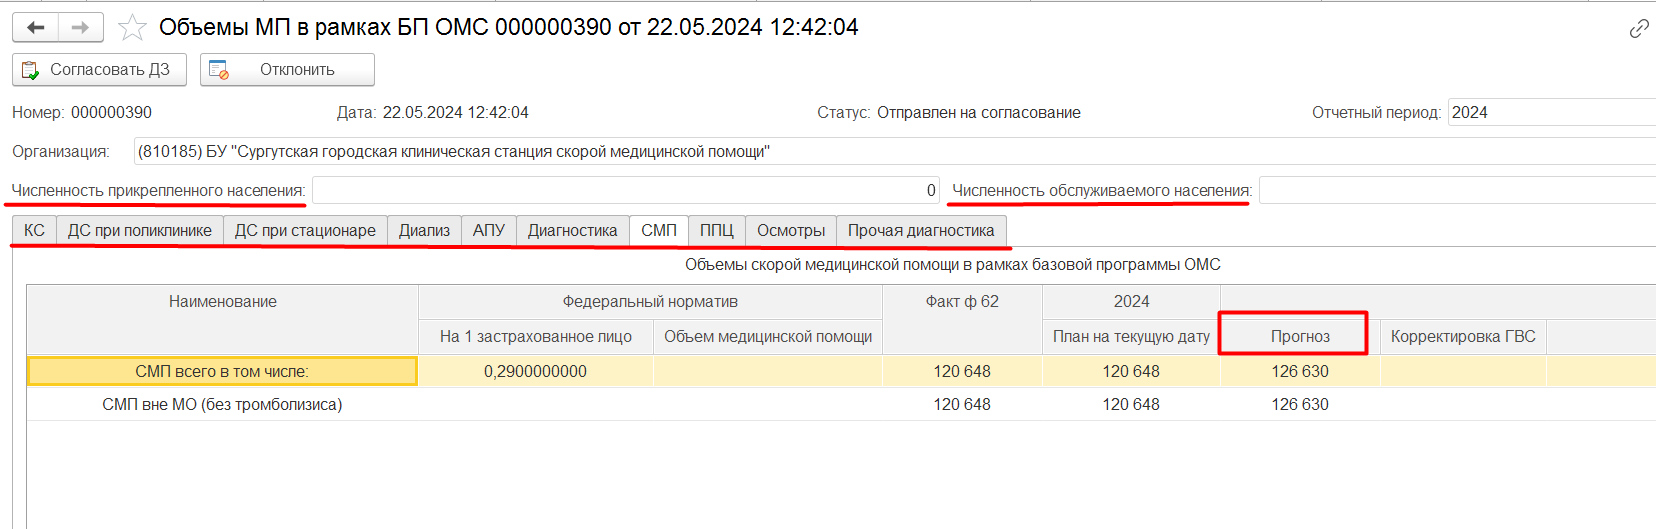 Объемы МП в рамках БП ОМС 000000390 от 22.05.2024 12:42:04
Согласовать ДЗ Отклонить
Номер: 000000390 Дата: 22.05.2024 12:42:04 Статус: Отправлен на согласование Отчетный период: 2024
Организация: (810185) БУ "Сургутская городская клиническая станция скорой медицинской помощи"
Численность прикрепленного населения: 0 Численность обслуживаемого населения:
КС ДС при поликлинике ДС при стационаре Диализ АПУ Диагностика СМП ППЦ Осмотры Прочая диагностика
Объемы скорой медицинской помощи в рамках базовой программы ОМС
Наименование Федеральный норматив Факт ф 62 2024
На 1 застрахованное лицо Объем медицинской помощи План на текущую дату Прогноз Корректировка ГВС
СМП всего в том числе: 0,2900000000 120 648 120 648 126 630
СМП вне МО (без тромболизиса) 120 648 120 648 126 630